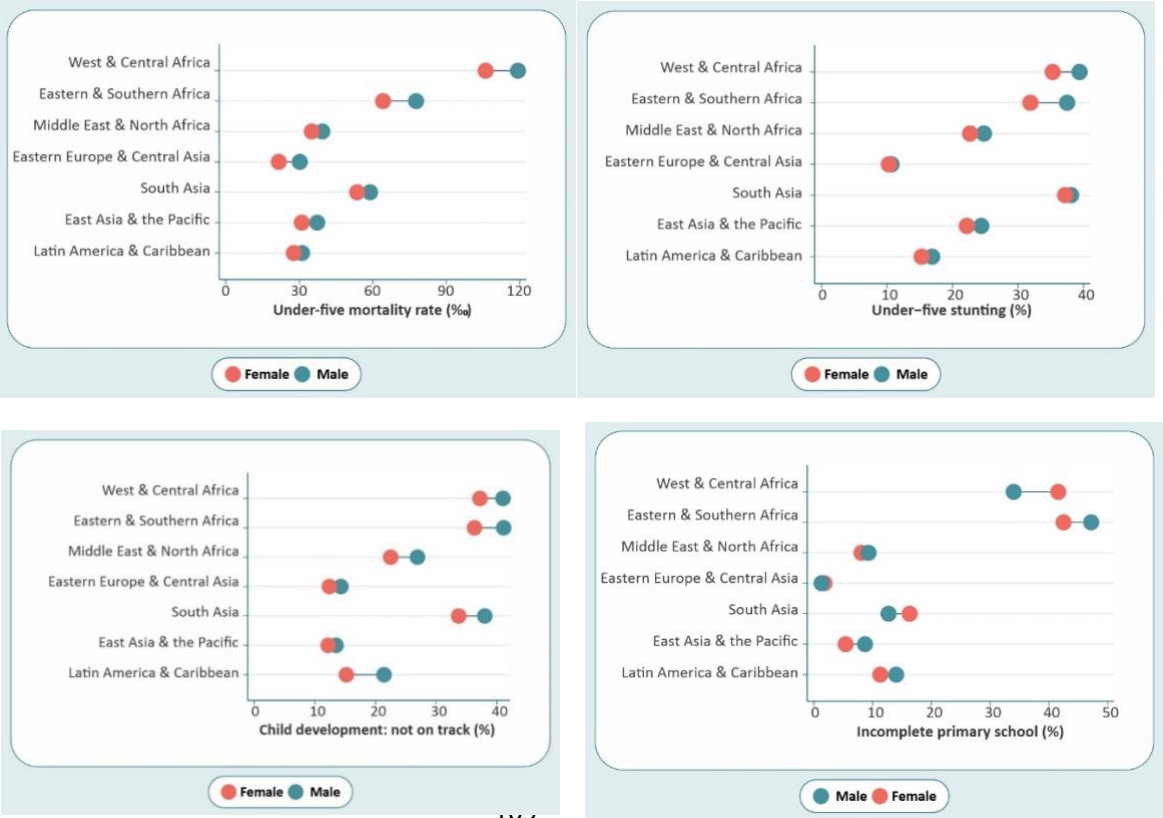 West & Central Africa
Eastern & Southern Africa
Middle East & North Africa
Eastern Europe & Central Asia
South Asia
East Asia & the Pacific
Latin America & Caribbean
0 30 60 90 120
Under-five mortality rate (‰)
Female Male
West & Central Africa
Eastern & Southern Africa
Middle East & North Africa
Eastern Europe & Central Asia
South Asia
East Asia & the Pacific
Latin America & Caribbean
0 10 20 30 40
Under–five stunting (%)
Female Male
West & Central Africa
Eastern & Southern Africa
Middle East & North Africa
Eastern Europe & Central Asia
South Asia
East Asia & the Pacific
Latin America & Caribbean
0 10 20 30 40
Child development: not on track (%)
Female Male
West & Central Africa
Eastern & Southern Africa
Middle East & North Africa
Eastern Europe & Central Asia
South Asia
East Asia & the Pacific
Latin America & Caribbean
0 10 20 30 40 50
Incomplete primary school (%)
Male Female